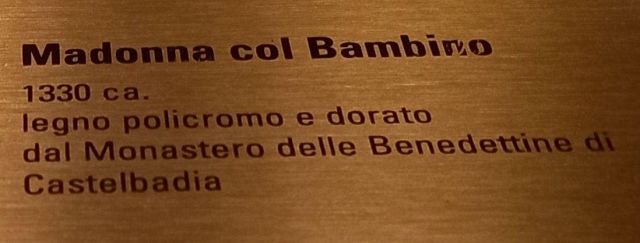 Madonna col Bambino
1330 ca.
legno policromo e dorato
dal Monastero delle Benedettine di
Castelbadia